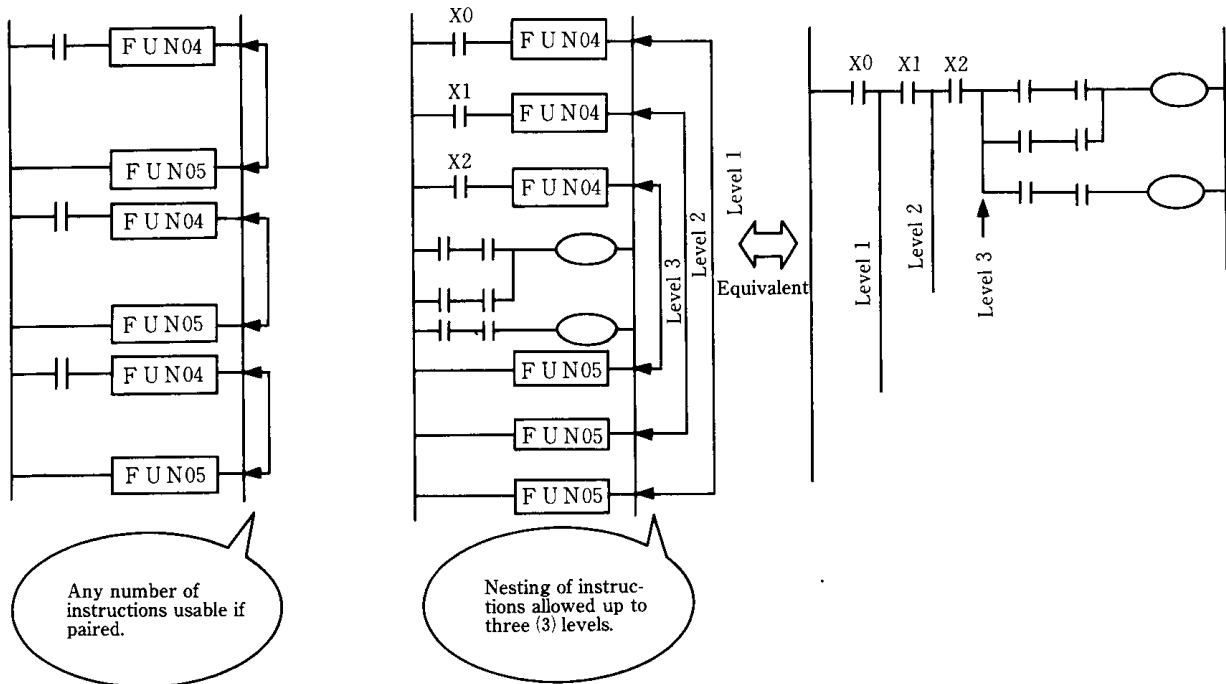 FUN04
FUN05
FUN04
FUN05
FUN04
FUN05
Any number of
instructions usable if
paired.
X0
FUN04
X1
FUN04
X2
FUN04
FUN05
FUN05
FUN05
Level 3
Level 2
Level 1
Nesting of instruc-
tions allowed up to
three (3) levels.
Equivalent
X0 X1 X2
Level 1
Level 2
Level 3